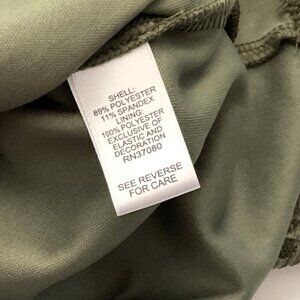 SHELL:
89% POLYESTER
11% SPANDEX
LINING:
100% POLYESTER
EXCLUSIVE OF
ELASTIC AND
DECORATION
RN37080
SEE REVERSE
FOR CARE